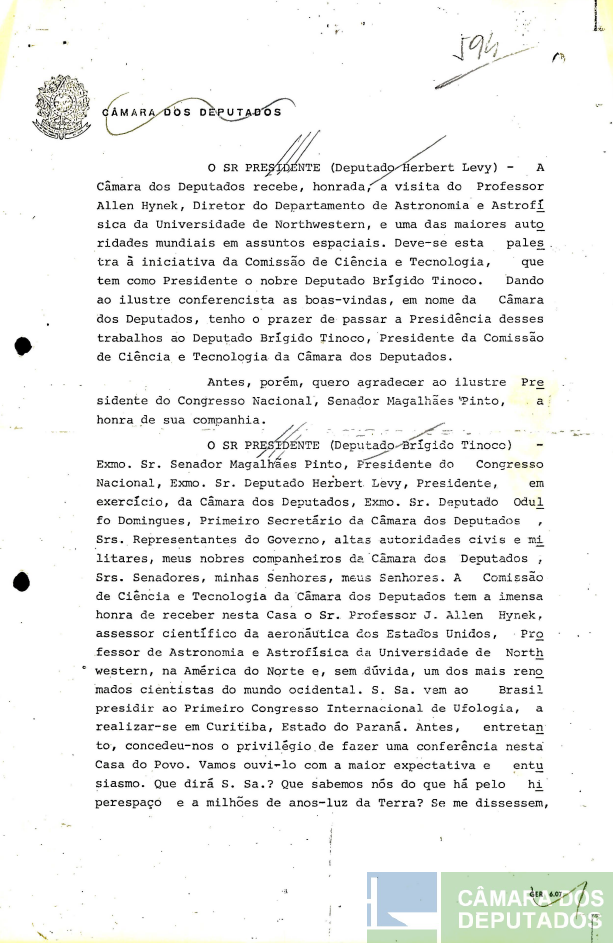 594
CÂMARA DOS DEPUTADOS
O SR PRESIDENTE (Deputado Herbert Levy) - A
Câmara dos Deputados recebe, honrada, a visita do Professor
Allen Hynek, Diretor do Departamento de Astronomia e Astrofí
sica da Universidade de Northwestern, e uma das maiores auto
ridades mundiais em assuntos espaciais. Deve-se esta pales
tra à iniciativa da Comissão de Ciência e Tecnologia, que
tem como Presidente o nobre Deputado Brígido Tinoco. Dando
ao ilustre conferencista as boas-vindas, em nome da Câmara
dos Deputados, tenho o prazer de passar a Presidência desses
trabalhos ao Deputado Brígido Tinoco, Presidente da Comissão
de Ciência e Tecnologia da Câmara dos Deputados.
Antes, porém, quero agradecer ao ilustre Pre
sidente do Congresso Nacional, Senador Magalhães Pinto, a
honra de sua companhia.
O SR PRESIDENTE (Deputado Brígido Tinoco) -
Exmo. Sr. Senador Magalhães Pinto, Presidente do Congresso
Nacional, Exmo. Sr. Deputado Herbert Levy, Presidente, em
exercício, da Câmara dos Deputados, Exmo. Sr. Deputado Odul
fo Domingues, Primeiro Secretário da Câmara dos Deputados ,
Srs. Representantes do Governo, altas autoridades civis e mi
litares, meus nobres companheiros da Câmara dos Deputados ,
Srs. Senadores, minhas Senhores, meus Senhores. A Comissão
de Ciência e Tecnologia da Câmara dos Deputados tem a imensa
honra de receber nesta Casa o Sr. Professor J. Allen Hynek,
assessor científico da aeronáutica dos Estados Unidos, Pro
fessor de Astronomia e Astrofísica da Universidade de North
western, na América do Norte e, sem dúvida, um dos mais reno
mados cientistas do mundo ocidental. S. Sa. vem ao Brasil
presidir ao Primeiro Congresso Internacional de Ufologia, a
realizar-se em Curitiba, Estado do Paraná. Antes, entretan
to, concedeu-nos o privilégio de fazer uma conferência nesta
Casa do Povo. Vamos ouvi-lo com a maior expectativa e entu
siasmo. Que dirá S. Sa.? Que sabemos nós do que há pelo hi
perespaço e a milhões de anos-luz da Terra? Se me dissessem,
GER 6.07
CÂMARA DOS
DEPUTADOS